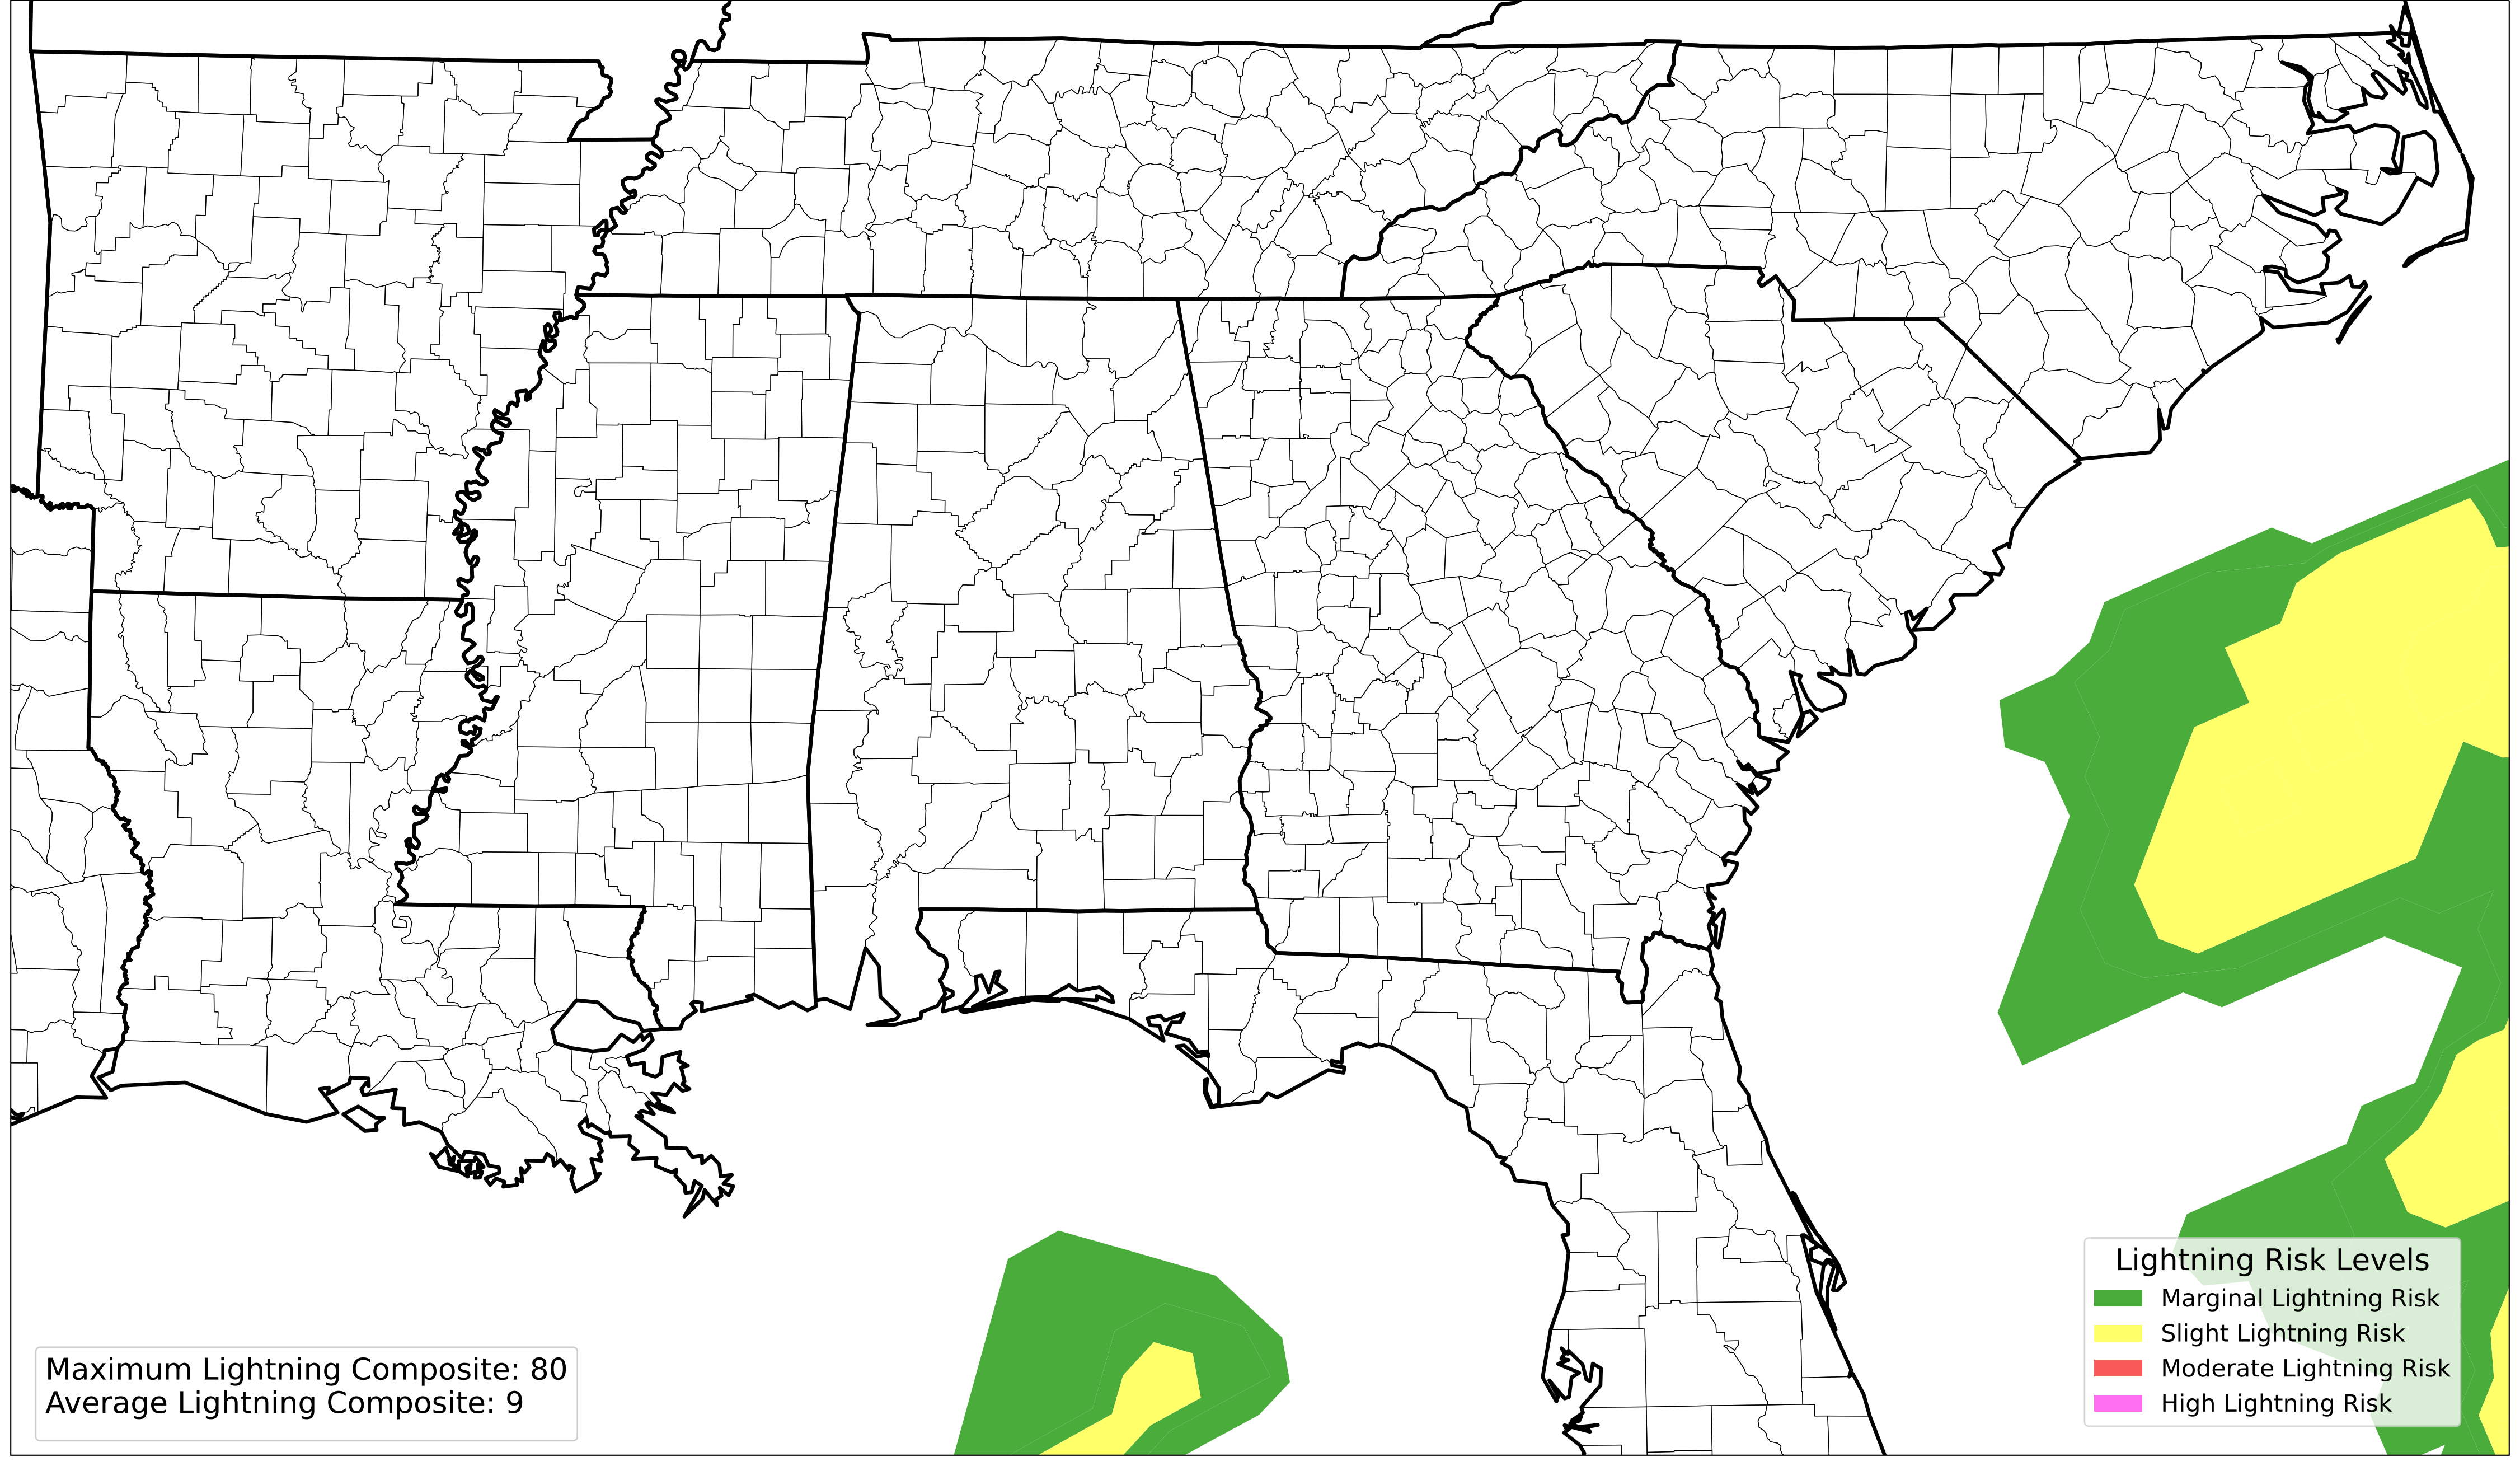 Maximum Lightning Composite: 80
Average Lightning Composite: 9
Lightning Risk Levels
Marginal Lightning Risk
Slight Lightning Risk
Moderate Lightning Risk
High Lightning Risk